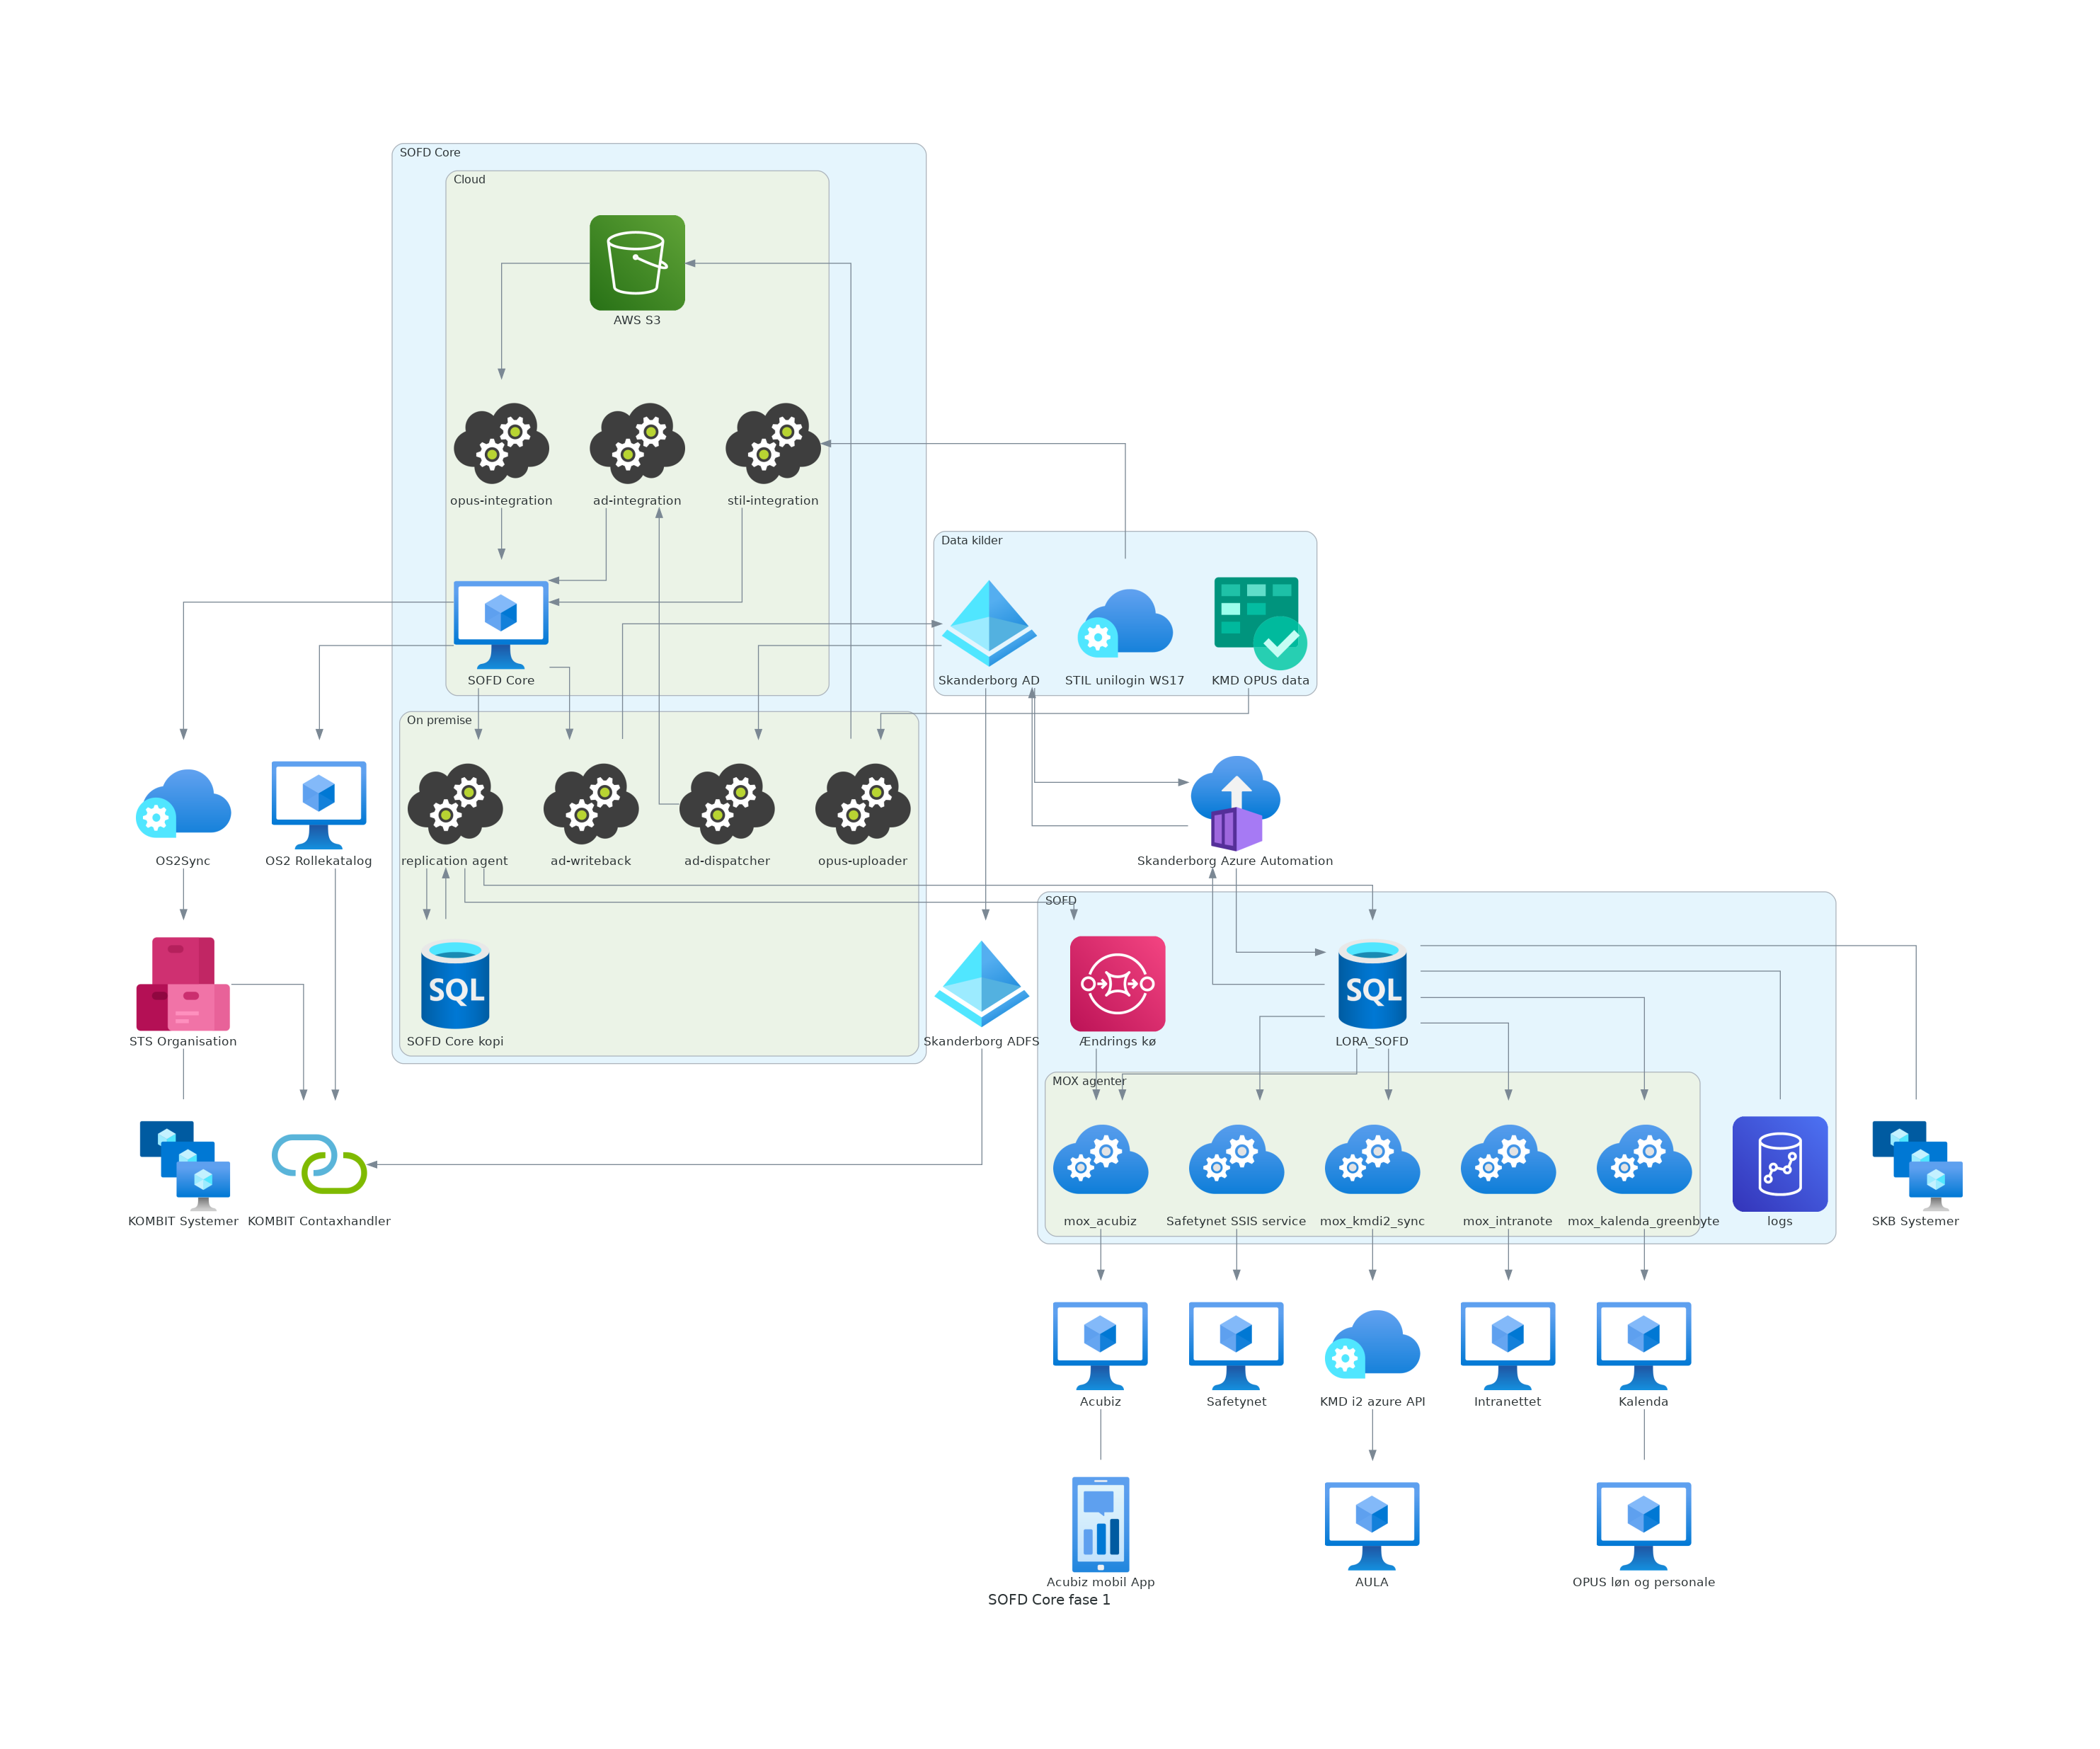 SOFD Core
Cloud
AWS S3
opus-integration
ad-integration
stil-integration
Data kilder
SOFD Core
Skanderborg AD
STIL unilogin WS17
KMD OPUS data
On premise
OS2Sync
OS2 Rollekatalog
replication agent
ad-writeback
ad-dispatcher
opus-uploader
Skanderborg Azure Automation
SOFD
SQL
SQL
STS Organisation
SOFD Core kopi
Skanderborg ADFS
Ændrings kø
LORA_SOFD
MOX agenter
KOMBIT Systemer
KOMBIT Contaxhandler
mox_acubiz
Safetynet SSIS service
mox_kmdi2_sync
mox_intranote
mox_kalenda_greenbyte
logs
SKB Systemer
Acubiz
Safetynet
KMD i2 azure API
Intranettet
Kalenda
Acubiz mobil App
AULA
OPUS løn og personale
SOFD Core fase 1